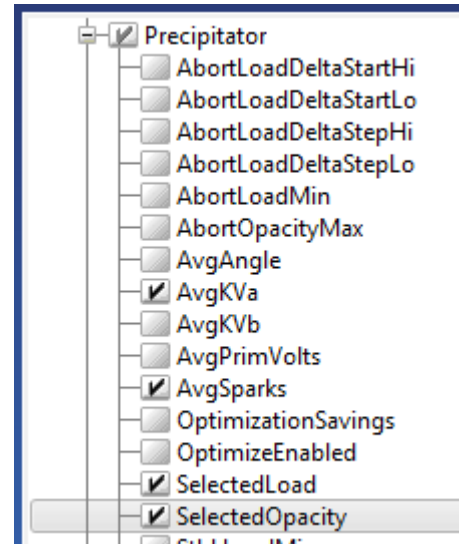 Precipitator
AbortLoadDeltaStartHi
AbortLoadDeltaStartLo
AbortLoadDeltaStepHi
AbortLoadDeltaStepLo
AbortLoadMin
AbortOpacityMax
AvgAngle
AvgKVa
AvgKVb
AvgPrimVolts
AvgSparks
OptimizationSavings
OptimizeEnabled
SelectedLoad
SelectedOpacity